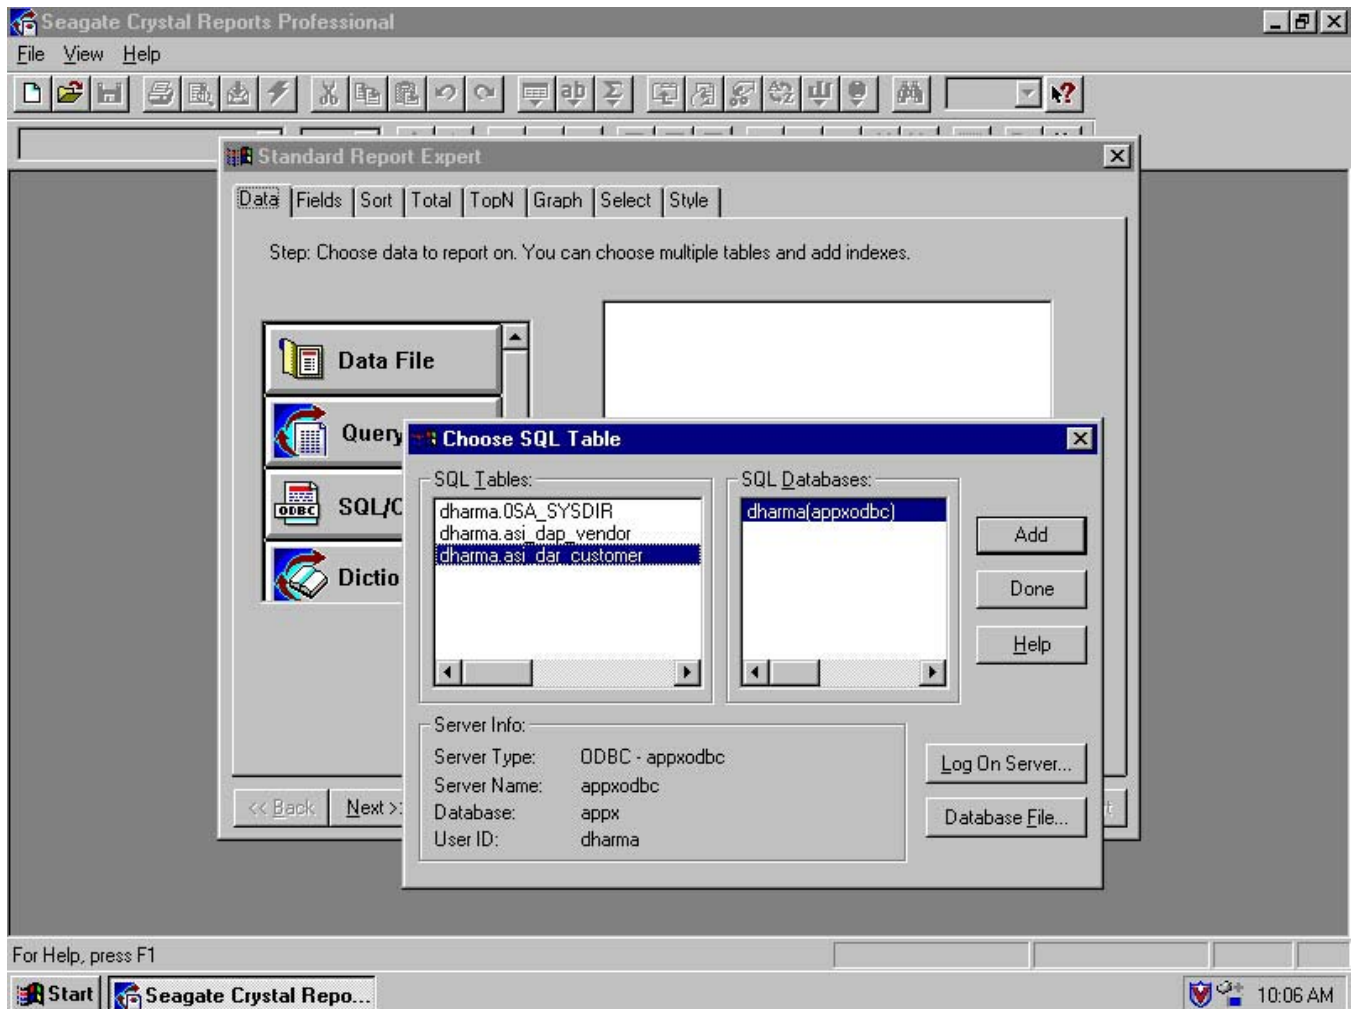 Seagate Crystal Reports Professional
File View Help
Standard Report Expert
Data Fields Sort Total TopN Graph Select Style
Step: Choose data to report on. You can choose multiple tables and add indexes.
Data File
Query
SQL/O
Dictio
ODBC
Choose SQL Table
SQL Tables:
dharma.0SA_SYSDIR
dharma.asi_dap_vendor
dharma.asi_dar_customer
SQL Databases:
dharma(appxodbc)
Add
Done
Help
Server Info:
Server Type: ODBC - appxodbc
Server Name: appxodbc
Database: appx
User ID: dharma
Log On Server...
Database File...
<< Back Next >
For Help, press F1
Start Seagate Crystal Repo... 10:06 AM